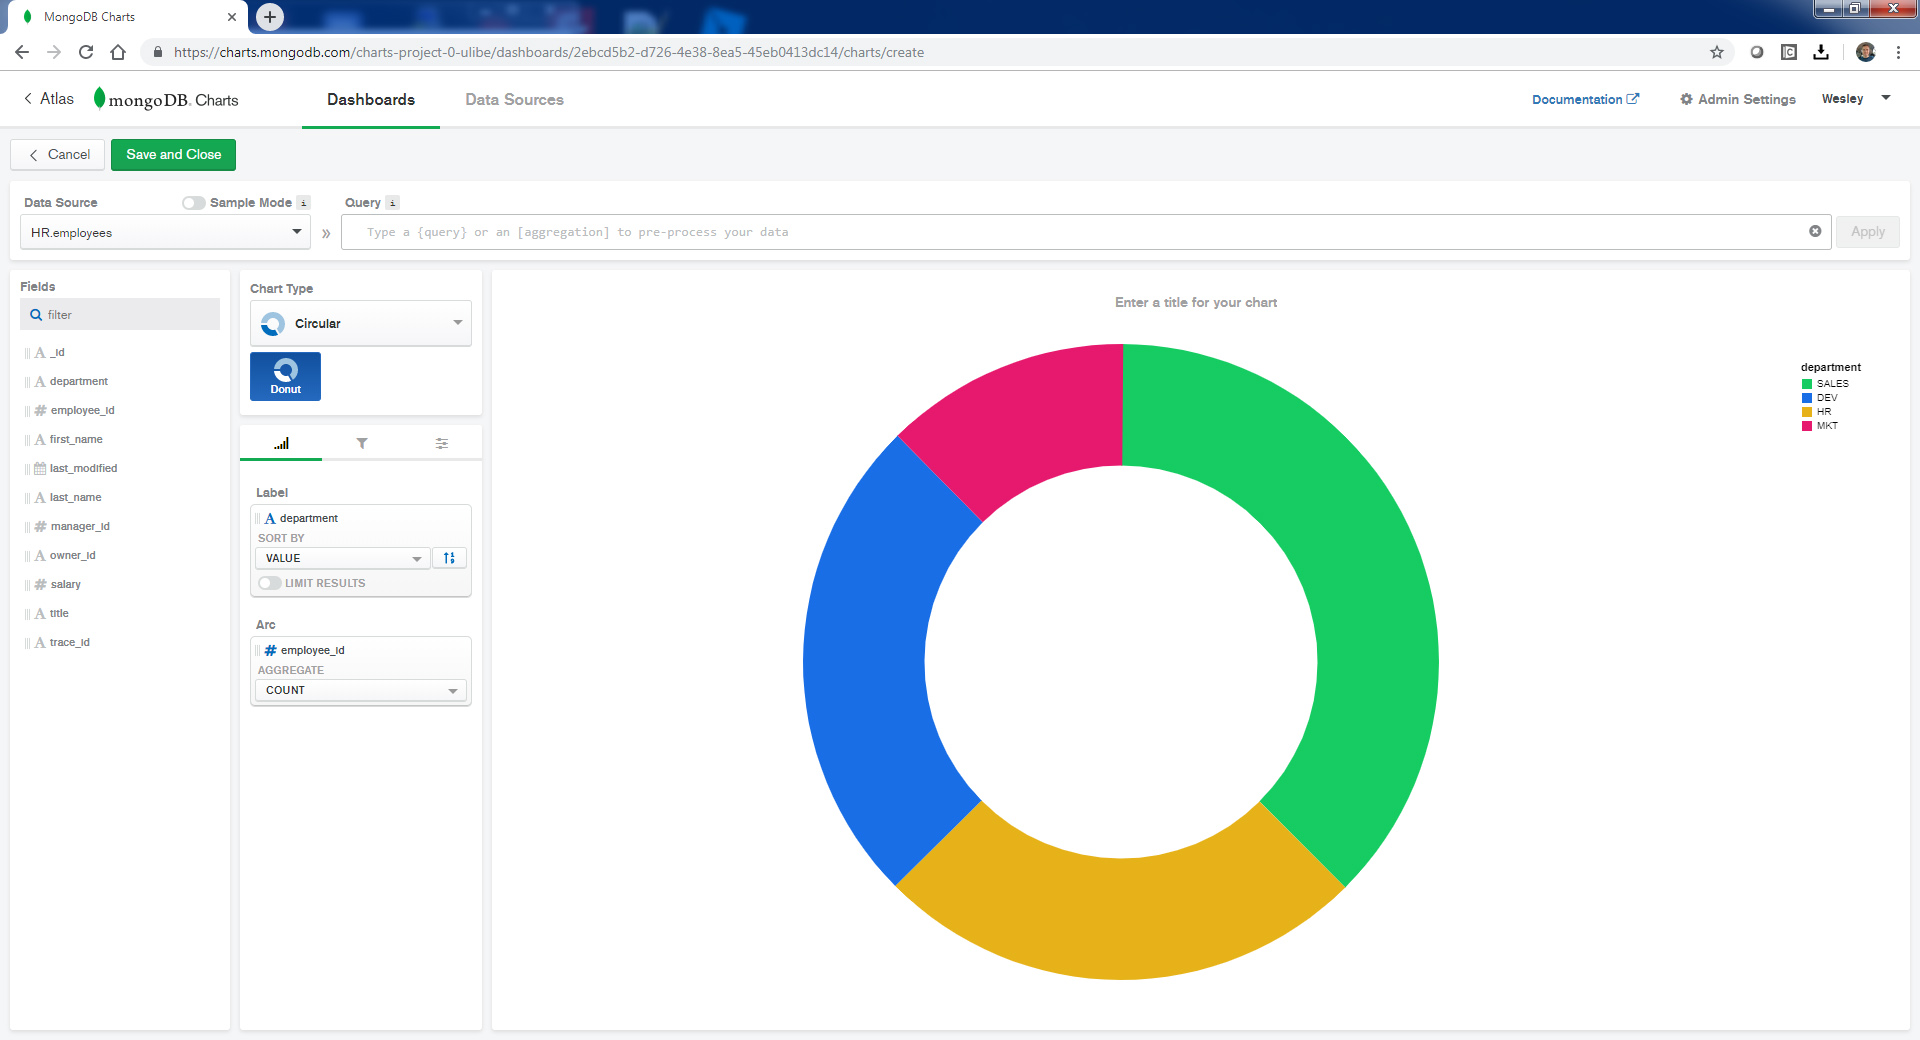 MongoDB Charts
https://charts.mongodb.com/charts-project-0-ulibe/dashboards/2ebcd5b2-d726-4e38-8ea5-45eb0413dc14/charts/create
Atlas mongoDB. Charts Dashboards Data Sources Documentation Admin Settings Wesley
Cancel Save and Close
Data Source Sample Mode i Query i
HR.employees » Type a {query} or an [aggregation] to pre-process your data Apply
Fields
filter
A _id
A department
# employee_id
A first_name
last_modified
A last_name
# manager_id
A owner_id
# salary
A title
A trace_id
Chart Type
Circular
Donut
Label
A department
SORT BY
VALUE
LIMIT RESULTS
Arc
# employee_id
AGGREGATE
COUNT
Enter a title for your chart
department
SALES
DEV
HR
MKT